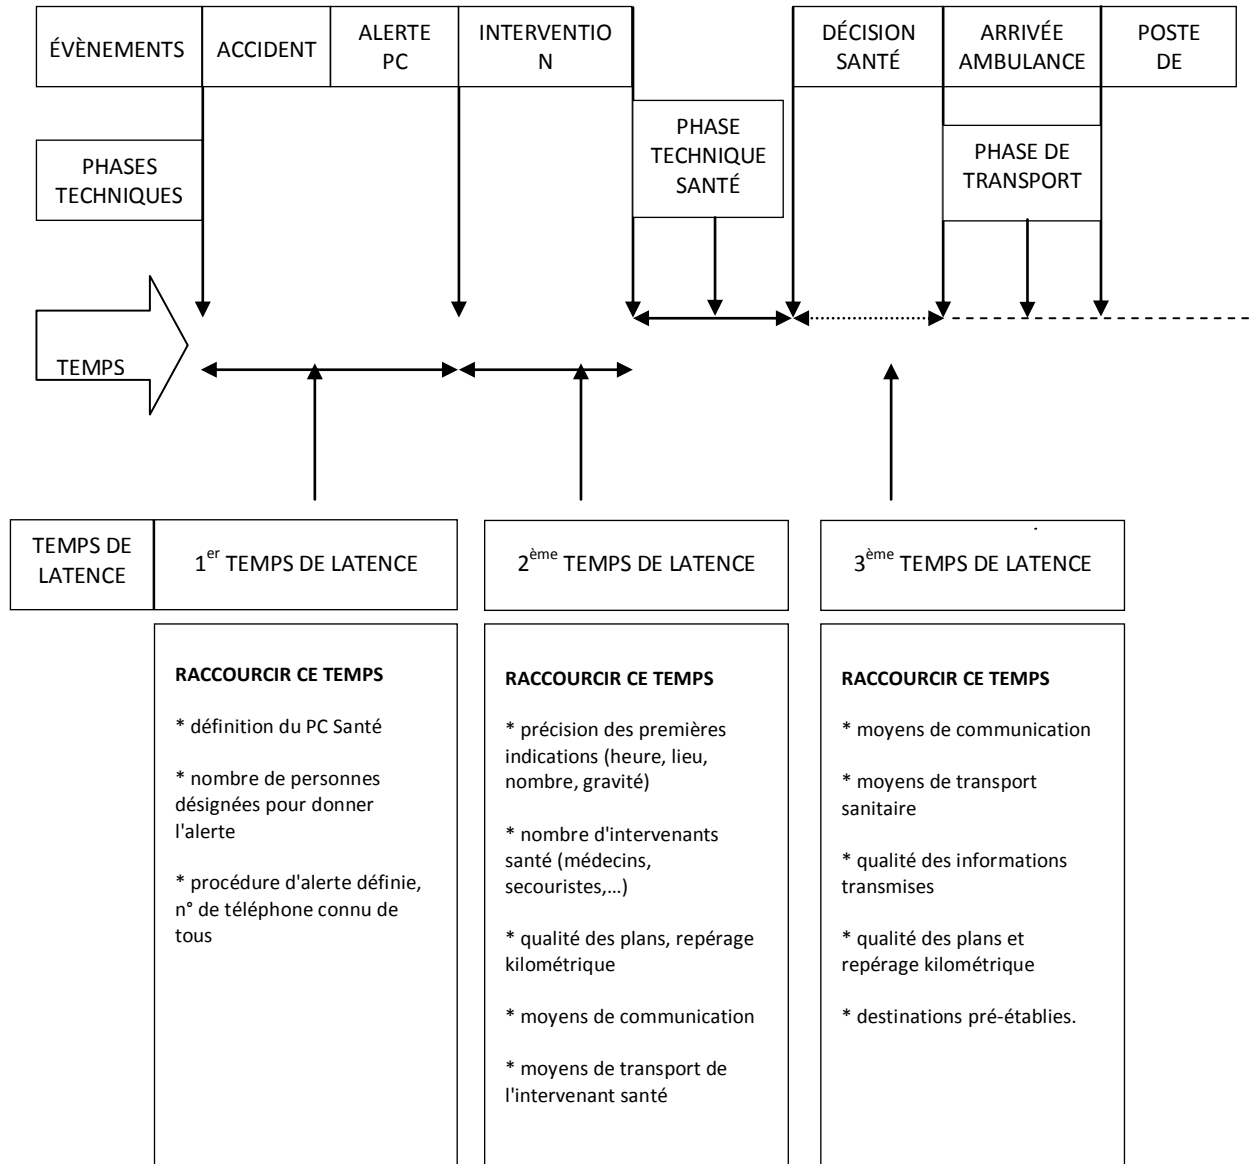 ÉVÈNEMENTS
ACCIDENT
ALERTE
PC
INTERVENTIO
N
DÉCISION
SANTÉ
ARRIVÉE
AMBULANCE
POSTE
DE
PHASES
TECHNIQUES
PHASE
TECHNIQUE
SANTÉ
PHASE DE
TRANSPORT
TEMPS
TEMPS DE
LATENCE
1er TEMPS DE LATENCE
2ème TEMPS DE LATENCE
3ème TEMPS DE LATENCE
RACCOURCIR CE TEMPS
* définition du PC Santé
* nombre de personnes
désignées pour donner
l'alerte
* procédure d'alerte définie,
n° de téléphone connu de
tous
RACCOURCIR CE TEMPS
* précision des premières
indications (heure, lieu,
nombre, gravité)
* nombre d'intervenants
santé (médecins,
secouristes,...)
* qualité des plans, repérage
kilométrique
* moyens de communication
* moyens de transport de
l'intervenant santé
RACCOURCIR CE TEMPS
* moyens de communication
* moyens de transport
sanitaire
* qualité des informations
transmises
* qualité des plans et
repérage kilométrique
* destinations pré-établies.